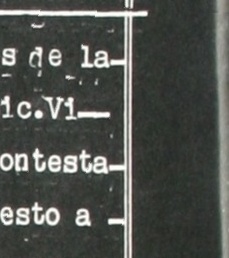 s de la-
ic.Vi—
ontesta-
esto a -